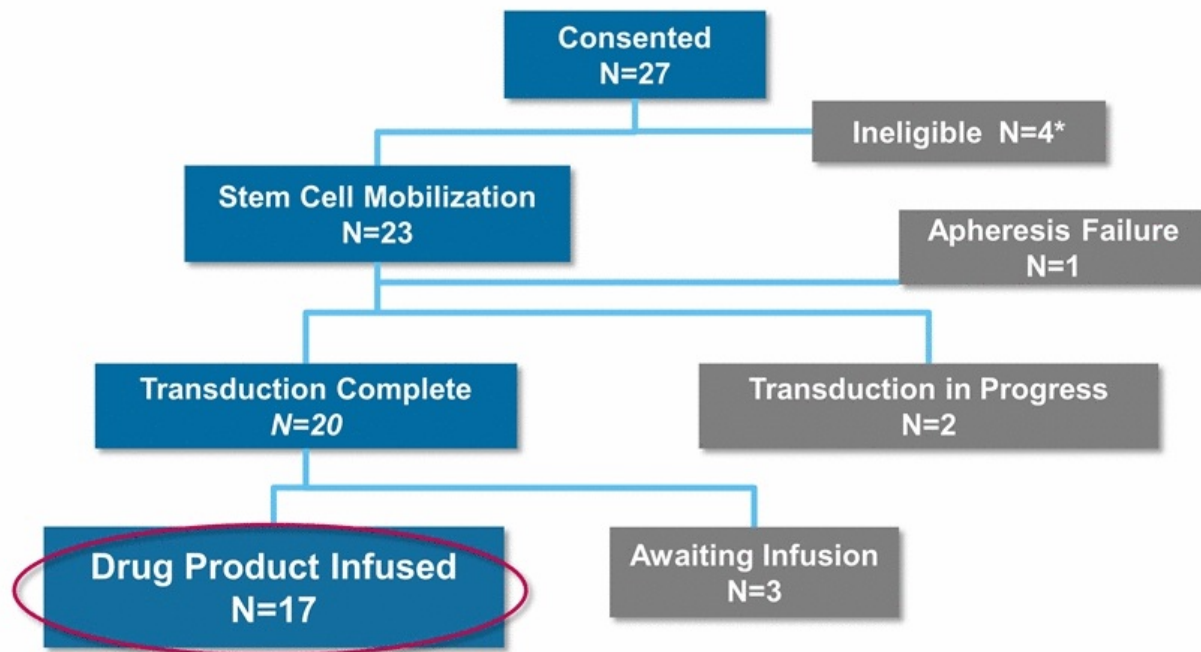 Consented
N=27
Ineligible N=4*
Stem Cell Mobilization
N=23
Apheresis Failure
N=1
Transduction Complete
N=20
Transduction in Progress
N=2
Drug Product Infused
N=17
Awaiting Infusion
N=3